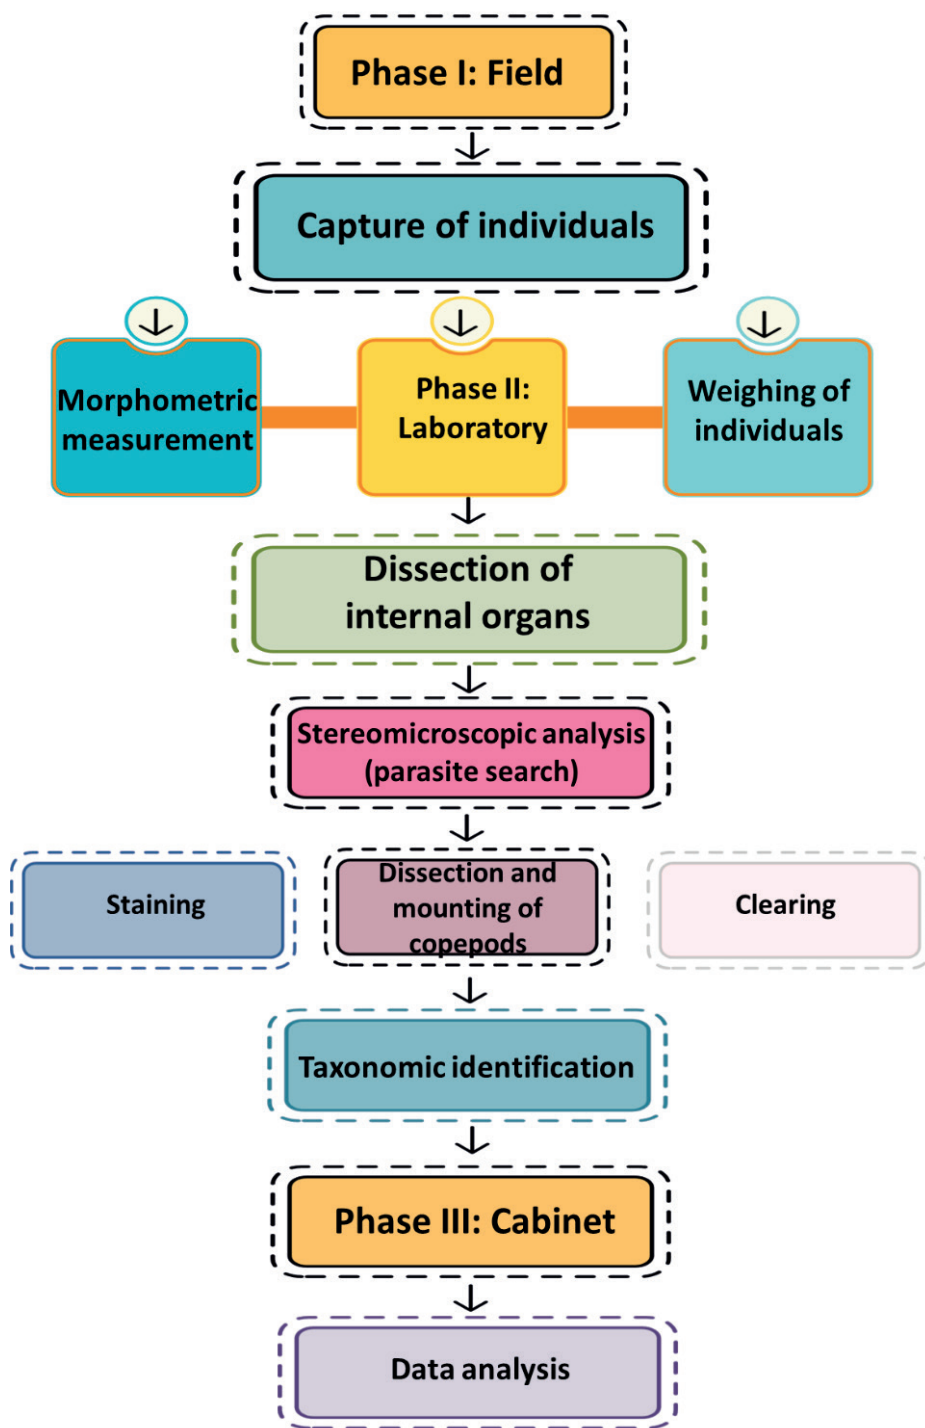 Phase I: Field
Capture of individuals
Morphometric
measurement
Phase II:
Laboratory
Weighing of
individuals
Dissection of
internal organs
Stereomicroscopic analysis
(parasite search)
Staining
Dissection and
mounting of
copepods
Clearing
Taxonomic identification
Phase III: Cabinet
Data analysis